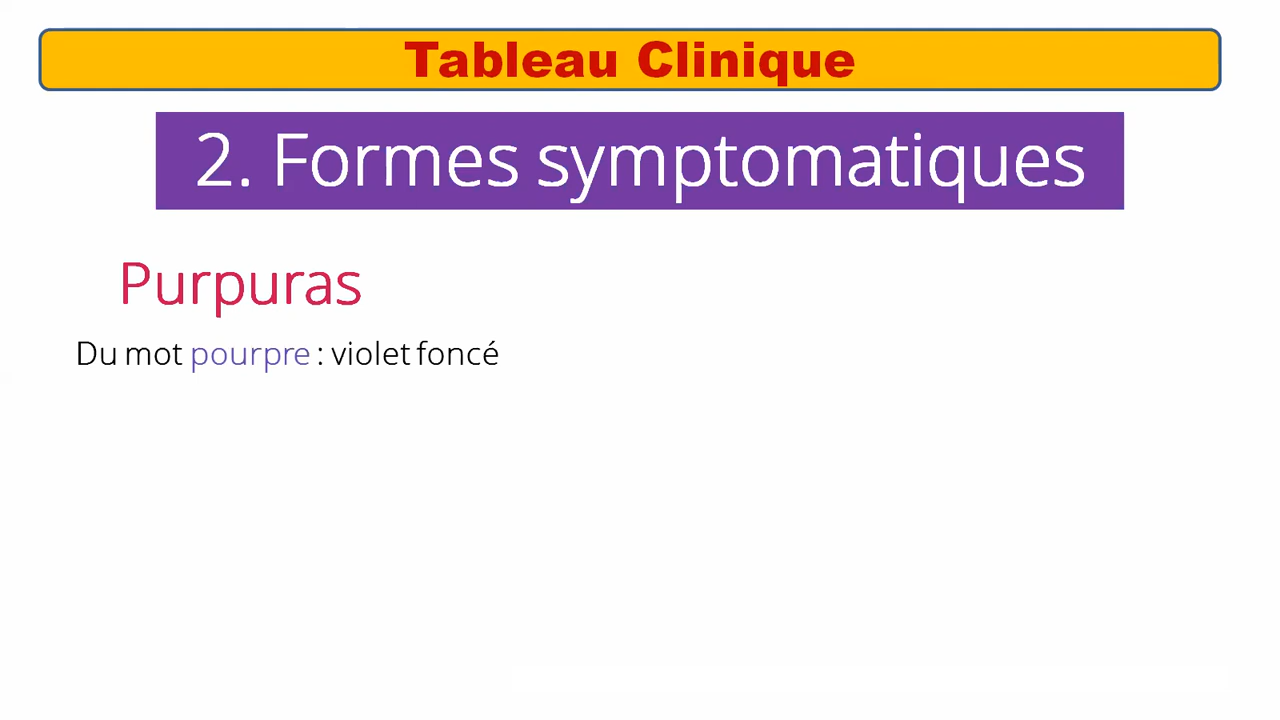 Tableau Clinique
2. Formes symptomatiques
Purpuras
Du mot pourpre : violet foncé